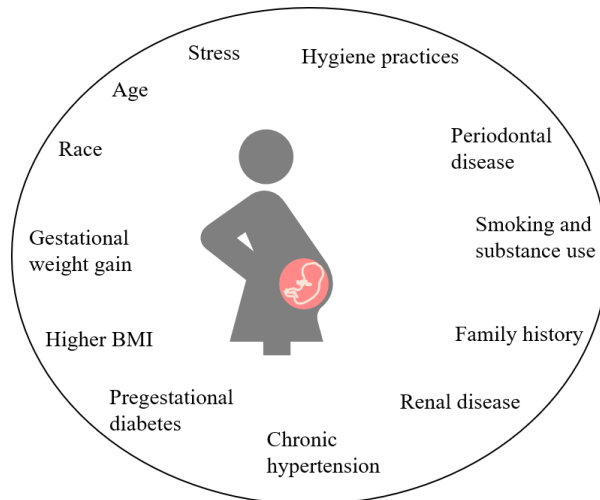 Stress
Hygiene practices
Age
Race
Periodontal
disease
Gestational
weight gain
Smoking and
substance use
Higher BMI
Family history
Pregestational
diabetes
Renal disease
Chronic
hypertension